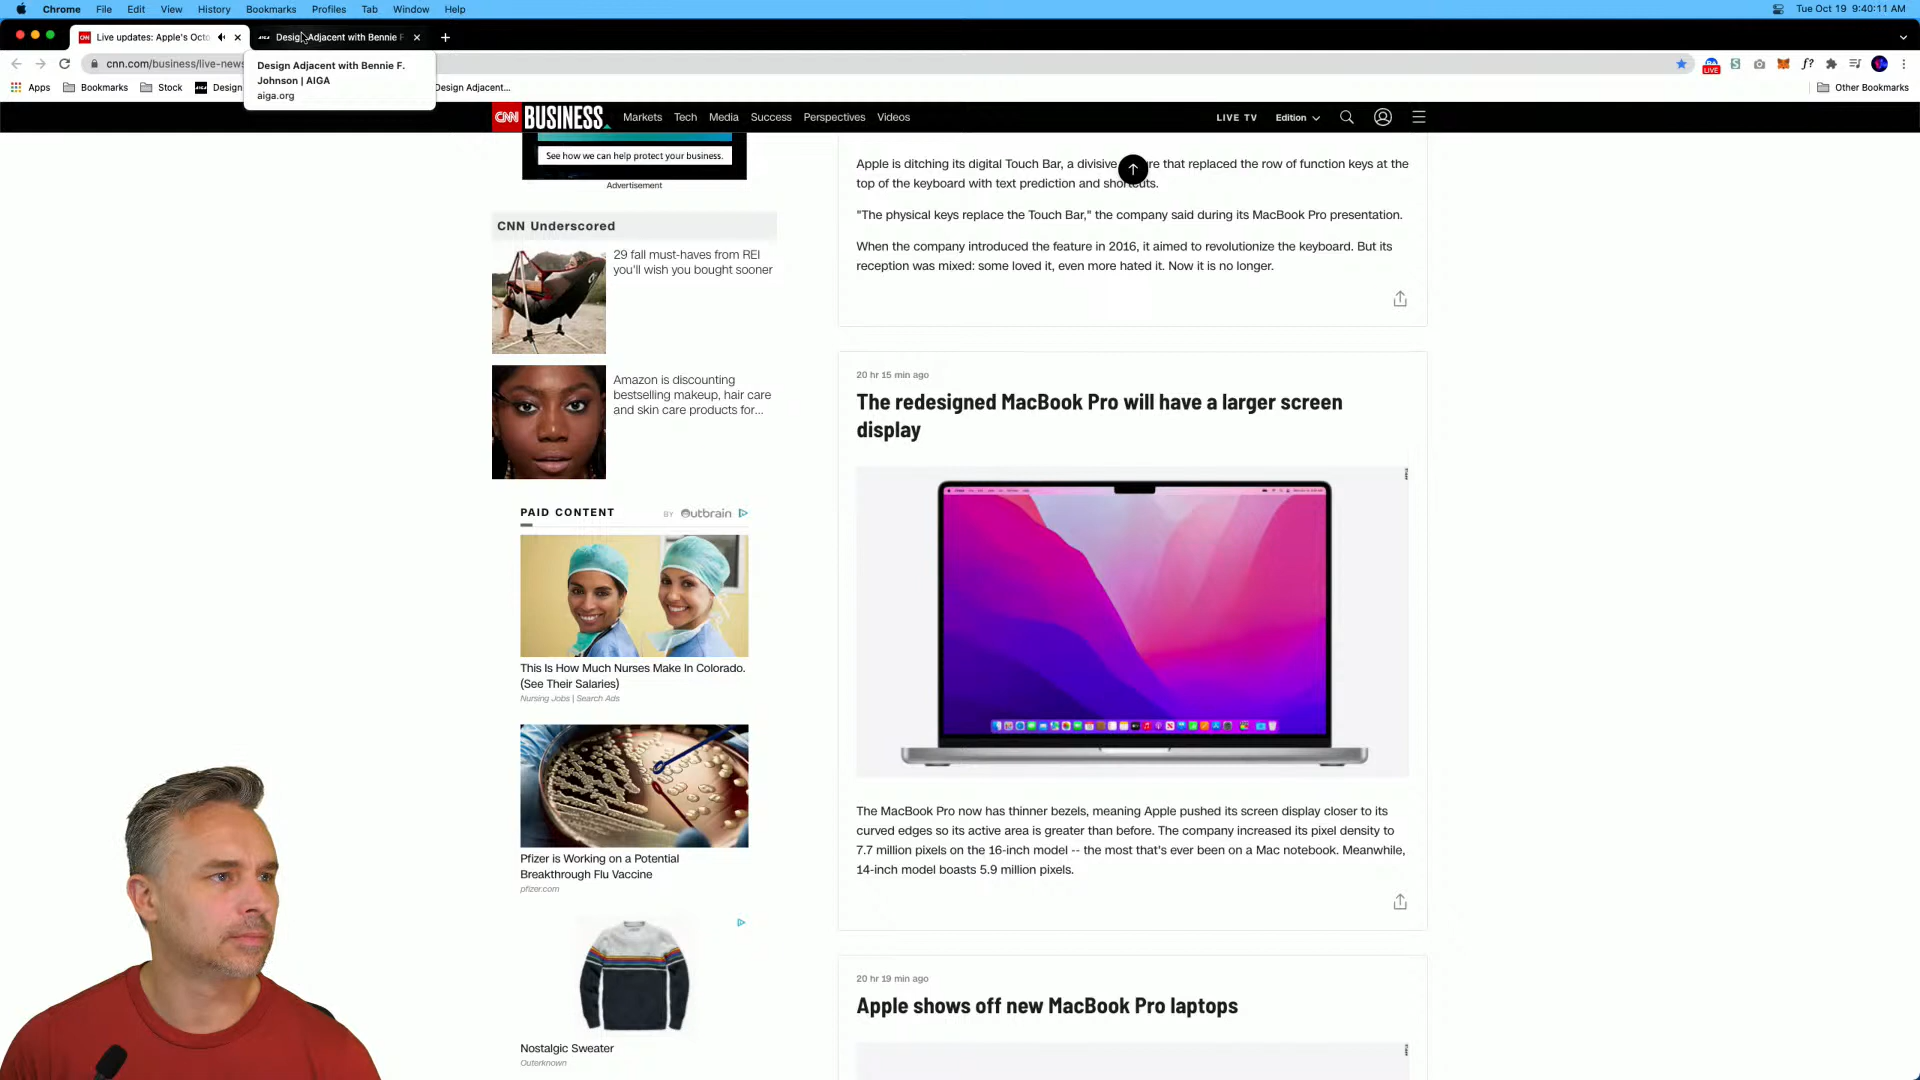 Chrome File Edit View History Bookmarks Profiles Tab Window Help
Tue Oct 19 9:40:11 AM
Live updates: Apple's Octo
Design Adjacent with Bennie F
cnn.com/business/live-news
Design Adjacent with Bennie F. Johnson | AIGA
aiga.org
LIVE
Apps Bookmarks Stock Design
Design Adjacent...
Other Bookmarks
CNN BUSINESS Markets Tech Media Success Perspectives Videos
LIVE TV Edition
See how we can help protect your business.
Advertisement
CNN Underscored
29 fall must-haves from REI
you'll wish you bought sooner
Amazon is discounting
bestselling makeup, hair care
and skin care products for...
PAID CONTENT BY Outbrain
This Is How Much Nurses Make In Colorado.
(See Their Salaries)
Nursing Jobs | Search Ads
Pfizer is Working on a Potential
Breakthrough Flu Vaccine
pfizer.com
Nostalgic Sweater
Outerknown
Apple is ditching its digital Touch Bar, a divisive that replaced the row of function keys at the
top of the keyboard with text prediction and shortcuts.
"The physical keys replace the Touch Bar," the company said during its MacBook Pro presentation.
When the company introduced the feature in 2016, it aimed to revolutionize the keyboard. But its
reception was mixed: some loved it, even more hated it. Now it is no longer.
20 hr 15 min ago
The redesigned MacBook Pro will have a larger screen
display
The MacBook Pro now has thinner bezels, meaning Apple pushed its screen display closer to its
curved edges so its active area is greater than before. The company increased its pixel density to
7.7 million pixels on the 16-inch model -- the most that's ever been on a Mac notebook. Meanwhile,
14-inch model boasts 5.9 million pixels.
20 hr 19 min ago
Apple shows off new MacBook Pro laptops